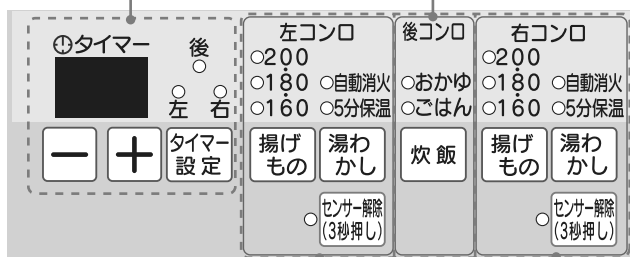 タイマー
後
左 右
タイマー
設定
左コンロ
200
180 自動消火
160 5分保温
揚げ
もの
湯わ
かし
センサー解除
(3秒押し)
後コンロ
おかゆ
ごはん
炊飯
右コンロ
200
180 自動消火
160 5分保温
揚げ
もの
湯わ
かし
センサー解除
(3秒押し)